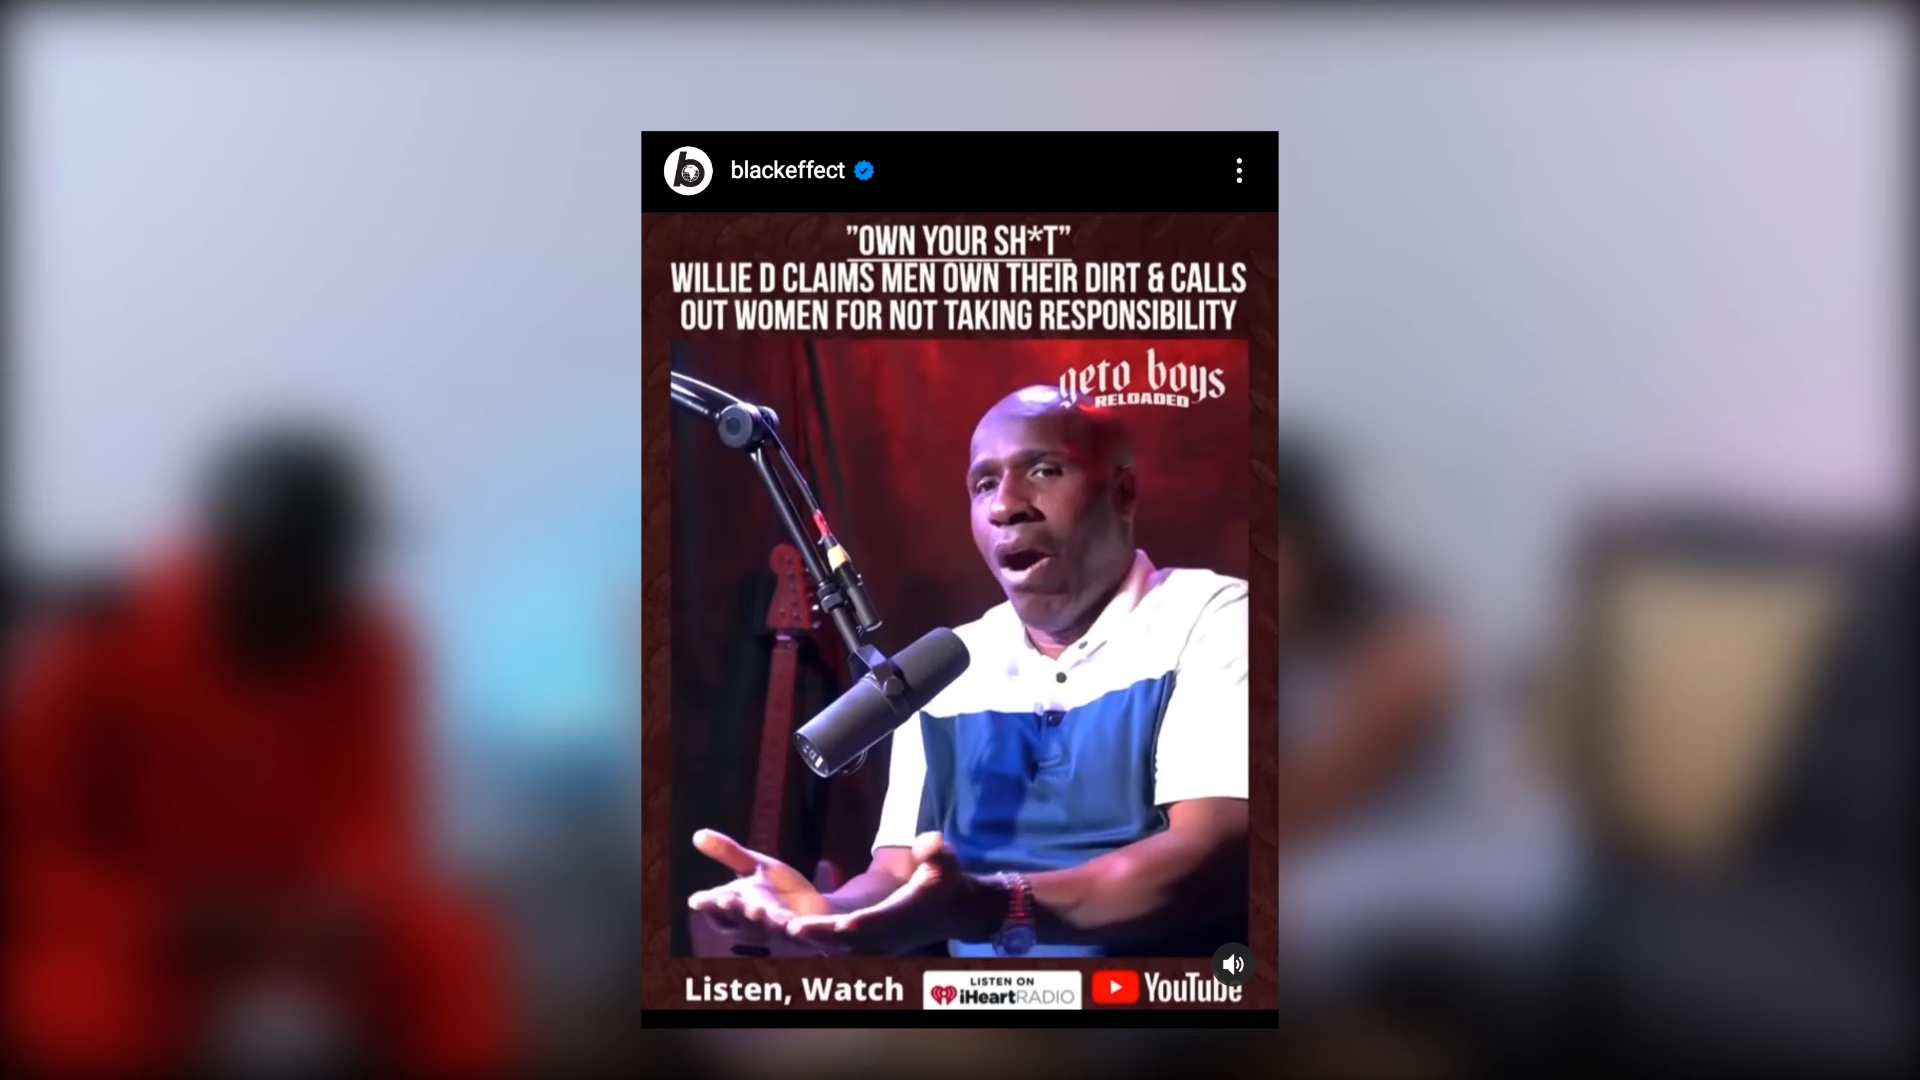 blackeffect
"OWN YOUR SH*T"
WILLIE D CLAIMS MEN OWN THEIR DIRT & CALLS
OUT WOMEN FOR NOT TAKING RESPONSIBILITY
geto boys
RELOADED
Listen, Watch
LISTEN ON
iHeartRADIO
YouTube